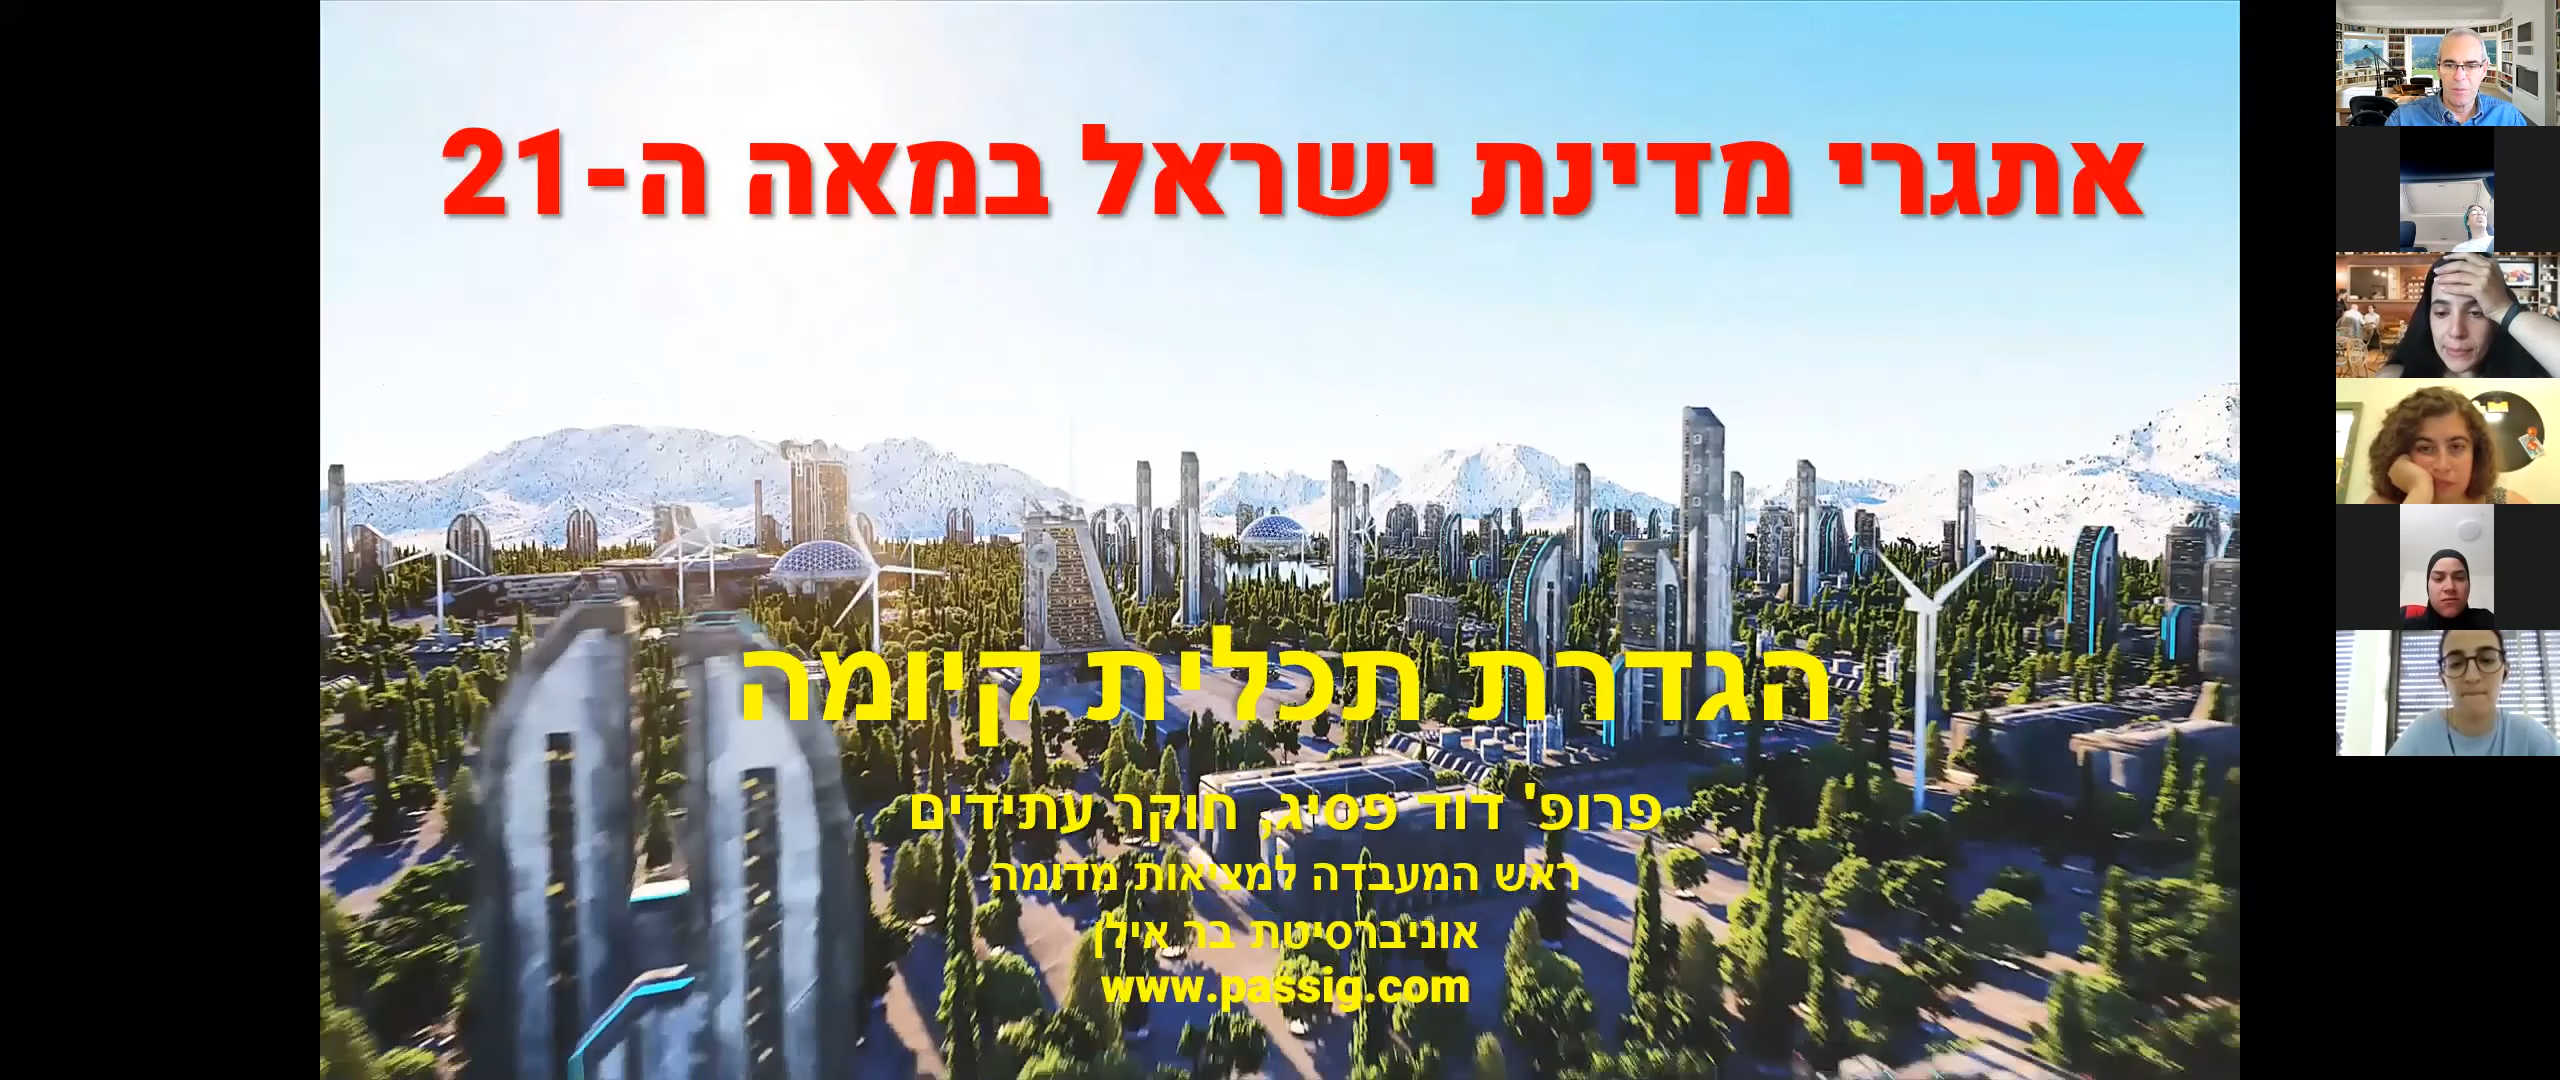 אתגרי מדינת ישראל במאה ה-21
הגדרת תכלית קיומה
פרופ' דוד פסיג, חוקר עתידים
ראש המעבדה למציאות מדומה
אוניברסיטת בר אילן
www.passig.com